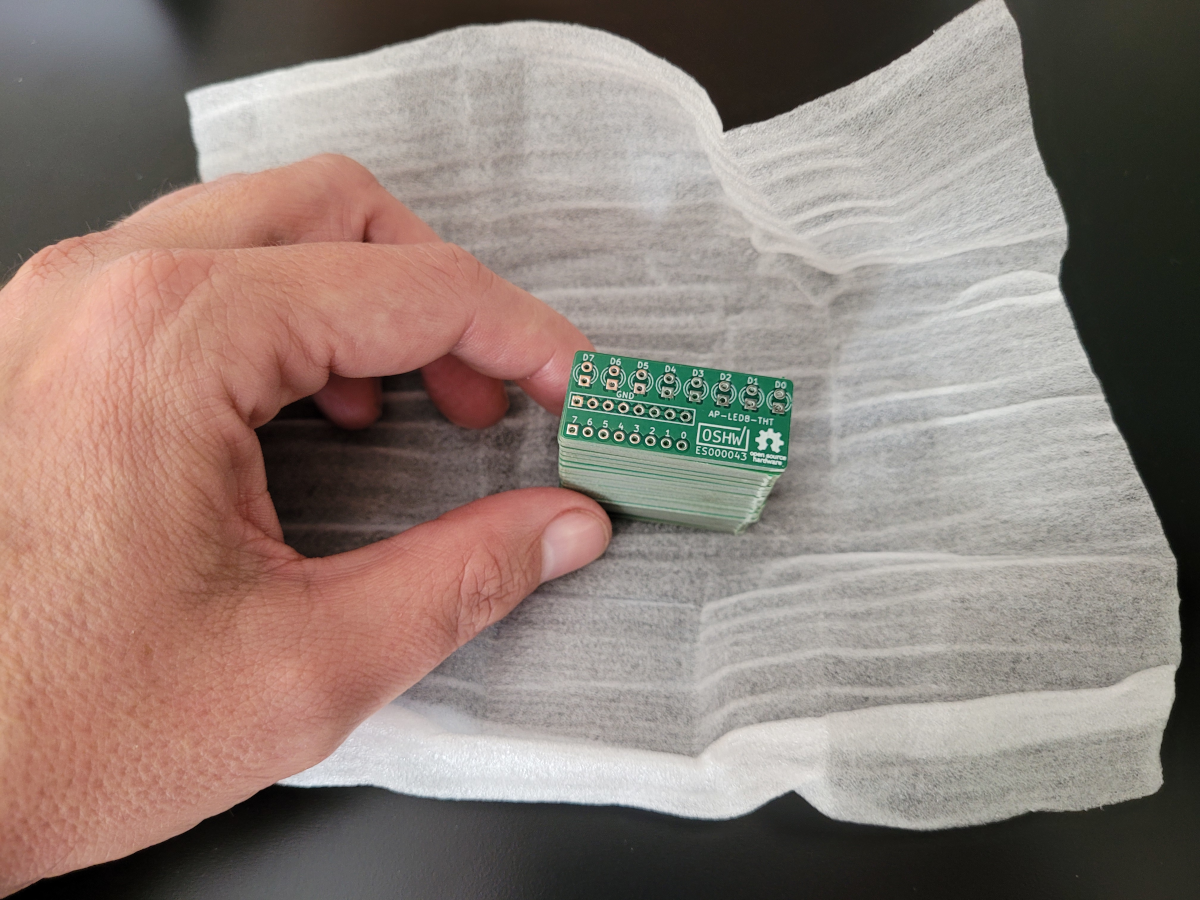 D7 D6 D5 D4 D3 D2 D1 D0
GND
AP-LED8-THT
7 6 5 4 3 2 1 0
OSHW
ES000043
open source
hardware